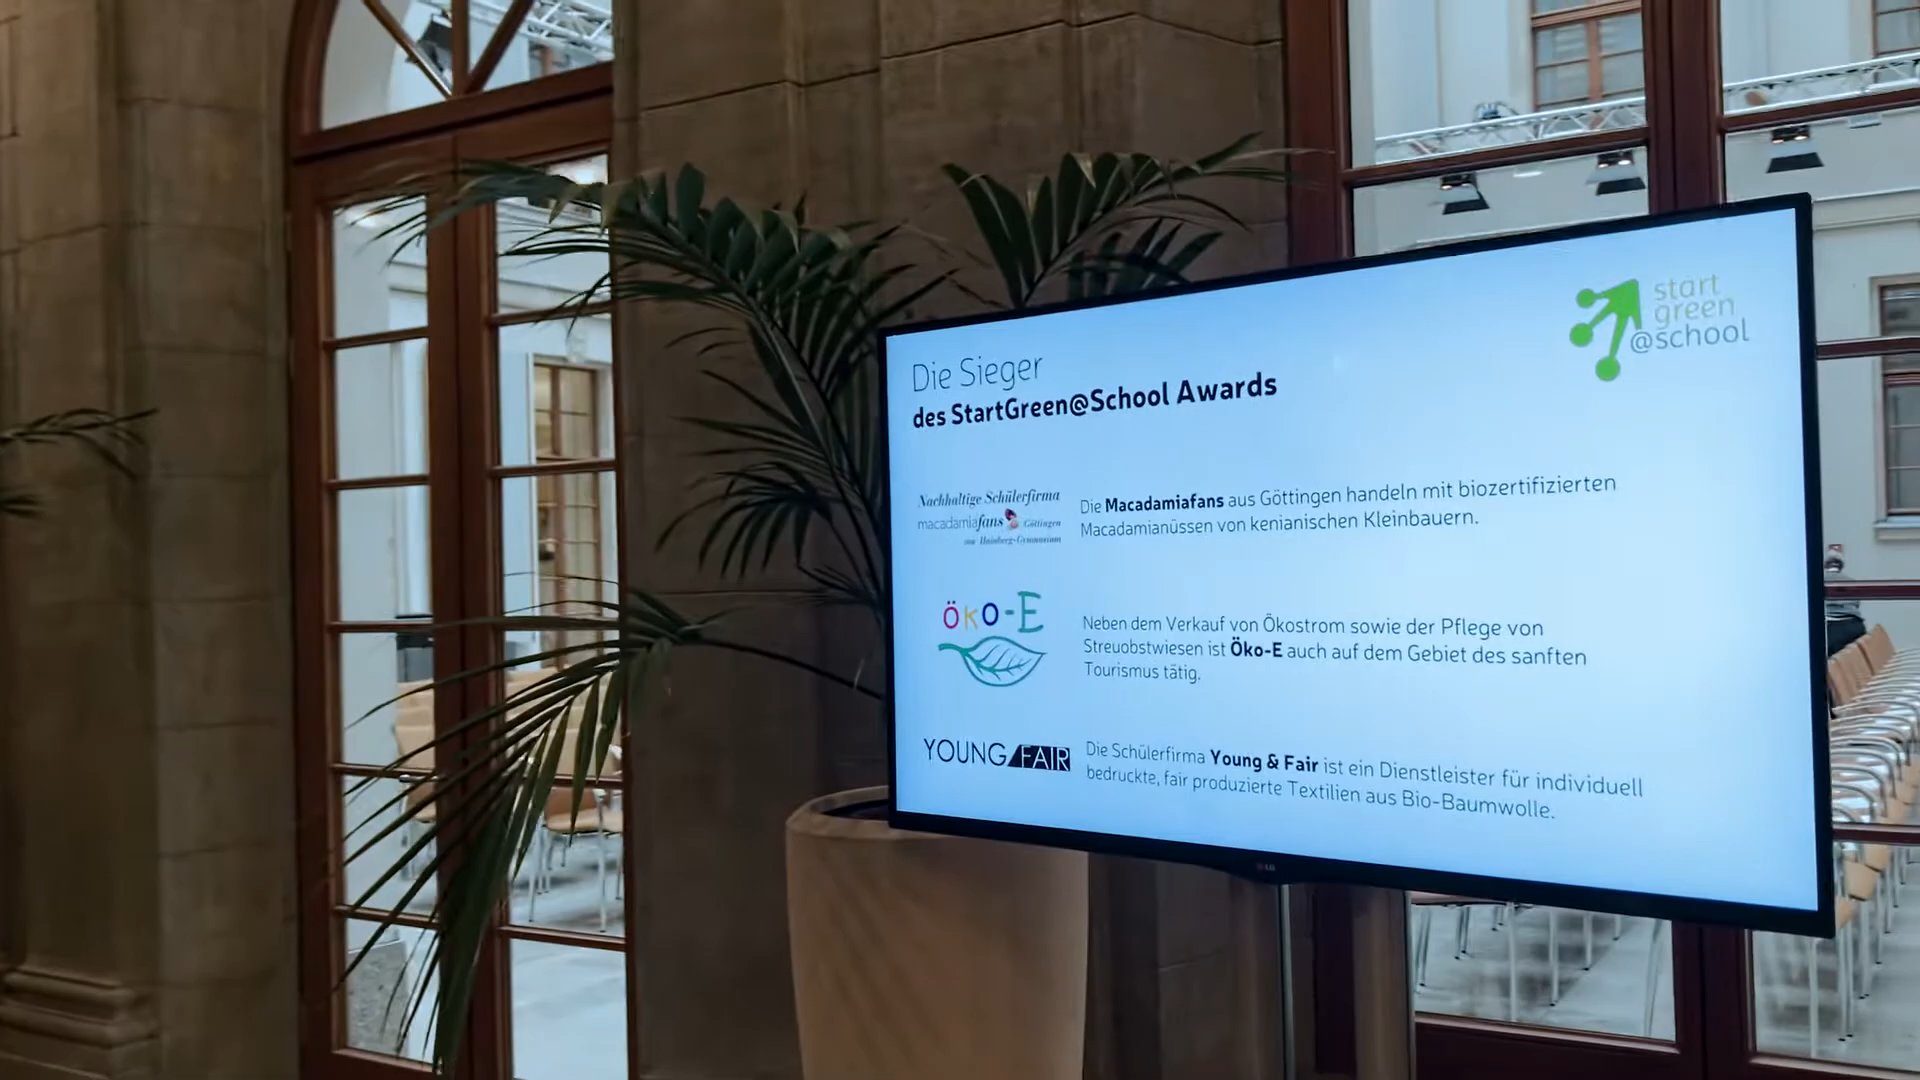 start
green
@school
Die Sieger
des StartGreen@School Awards
Nachhaltige Schülerfirma
macadamiafans Göttingen
am Hainberg-Gymnasium
Die Macadamiafans aus Göttingen handeln mit biozertifizierten
Macadamianüssen von kenianischen Kleinbauern.
ÖKO-E
Neben dem Verkauf von Ökostrom sowie der Pflege von
Streuobstwiesen ist Öko-E auch auf dem Gebiet des sanften
Tourismus tätig.
YOUNG/FAIR
Die Schülerfirma Young & Fair ist ein Dienstleister für individuell
bedruckte, fair produzierte Textilien aus Bio-Baumwolle.
LG